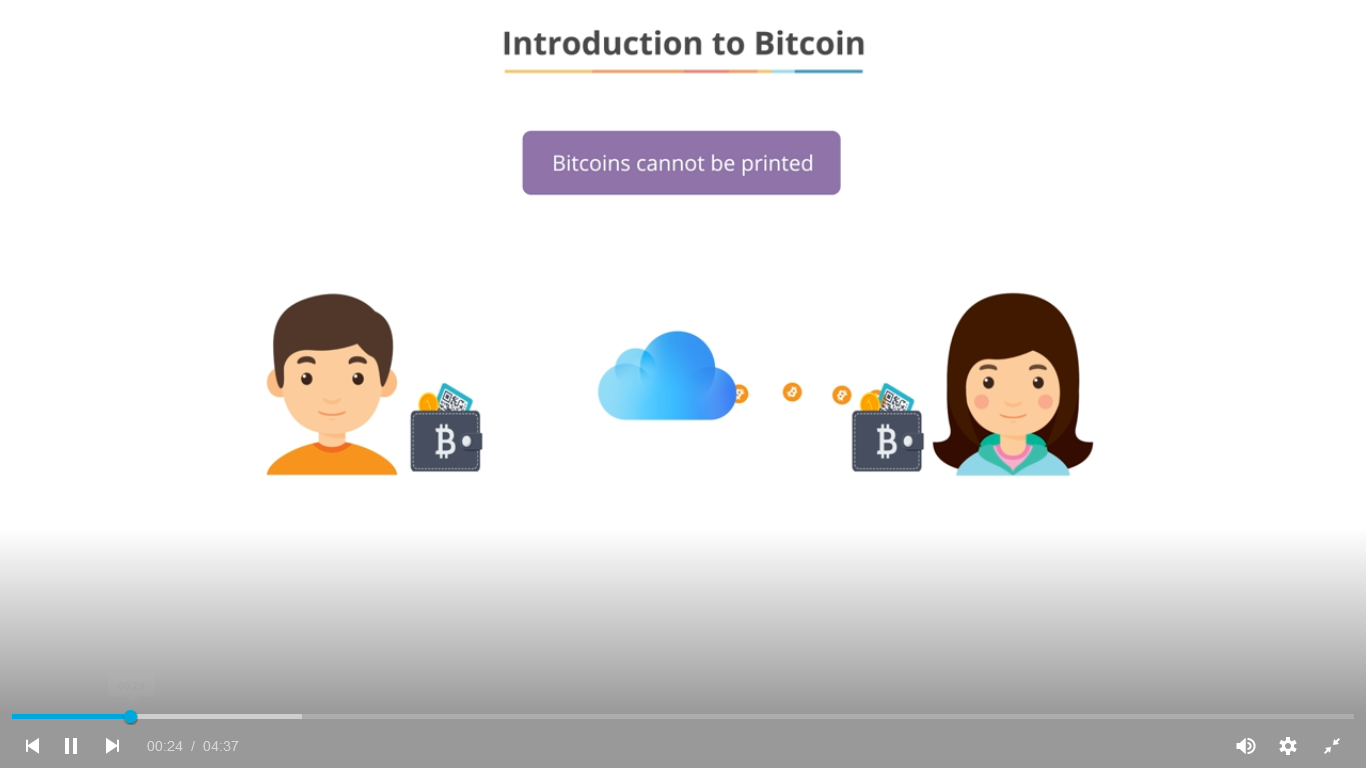 Introduction to Bitcoin
Bitcoins cannot be printed
00:24 / 04:37